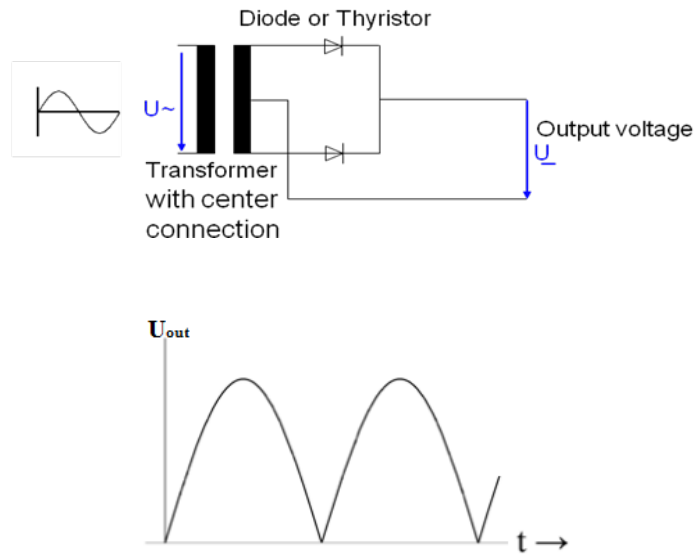 Diode or Thyristor
U~
Output voltage
U
Transformer
with center
connection
Uout
t →